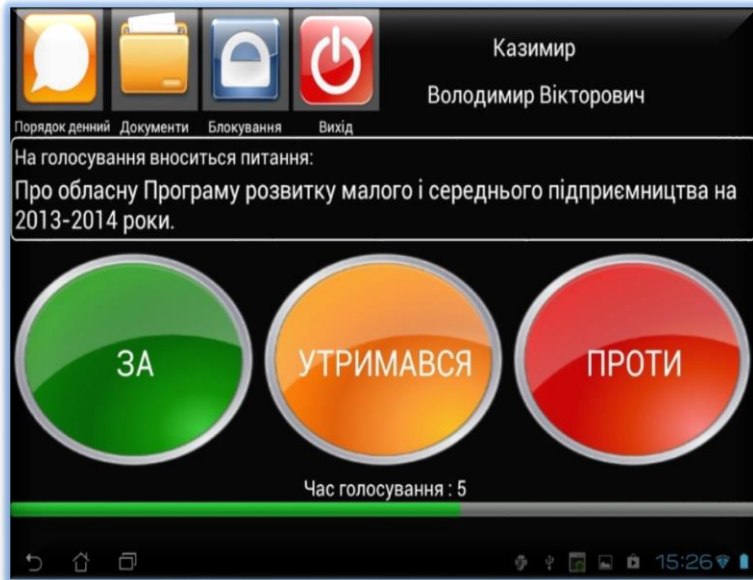 Казимир
Володимир Вікторович
Порядок денний Документи Блокування Вихід
На голосування вноситься питання:
Про обласну Програму розвитку малого і середнього підприємництва на
2013-2014 роки.
ЗА УТРИМАВСЯ ПРОТИ
Час голосування : 5
15:26